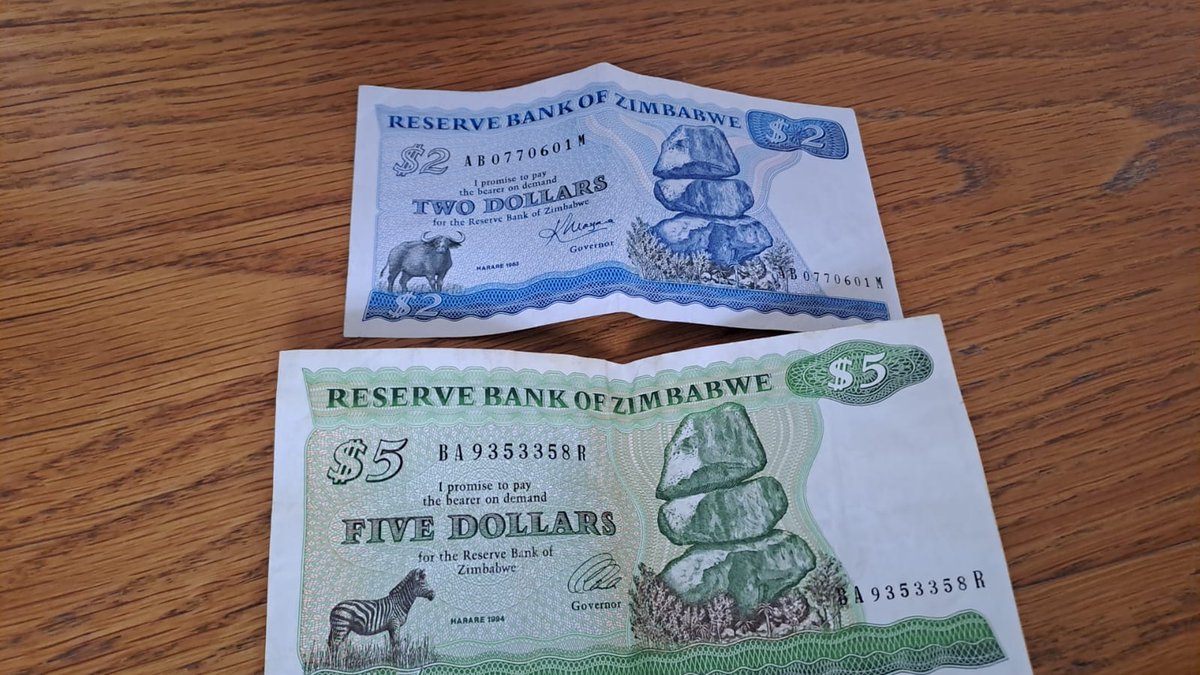 RESERVE BANK OF ZIMBABWE
$2
$2
AB0770601M
I promise to pay
the bearer on demand
TWO DOLLARS
for the Reserve Bank of Zimbabwe
Governor
HARARE 1983
AB0770601M
$2
RESERVE BANK OF ZIMBABWE
$5
$5
BA9353358R
I promise to pay
the bearer on demand
FIVE DOLLARS
for the Reserve Bank of
Zimbabwe
Governor
HARARE 1994
BA9353358R